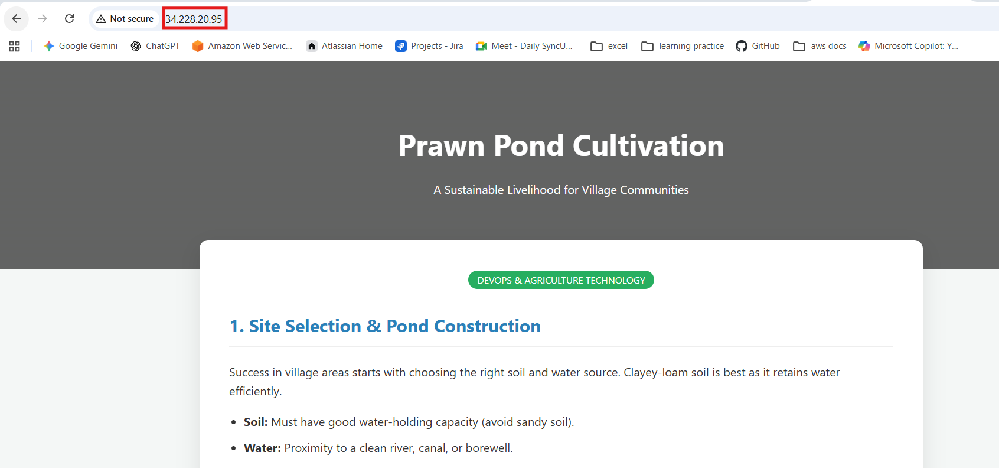 Not secure 34.228.20.95
Google Gemini ChatGPT Amazon Web Servic... Atlassian Home Projects - Jira Meet - Daily SyncU... excel learning practice GitHub aws docs Microsoft Copilot: Y...
Prawn Pond Cultivation
A Sustainable Livelihood for Village Communities
DEVOPS & AGRICULTURE TECHNOLOGY
1. Site Selection & Pond Construction
Success in village areas starts with choosing the right soil and water source. Clayey-loam soil is best as it retains water
efficiently.
• Soil: Must have good water-holding capacity (avoid sandy soil).
• Water: Proximity to a clean river, canal, or borewell.